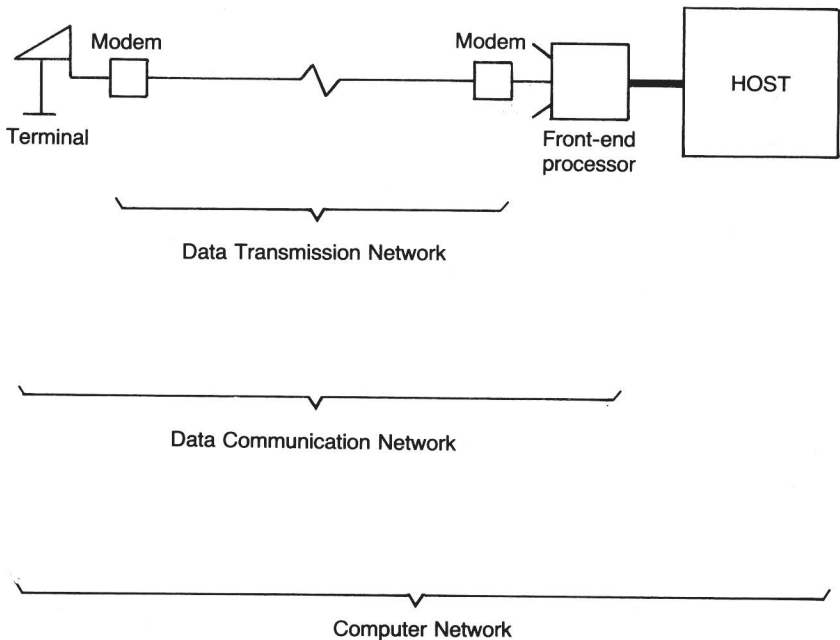 Modem
Modem
HOST
Terminal
Front-end
processor
Data Transmission Network
Data Communication Network
Computer Network